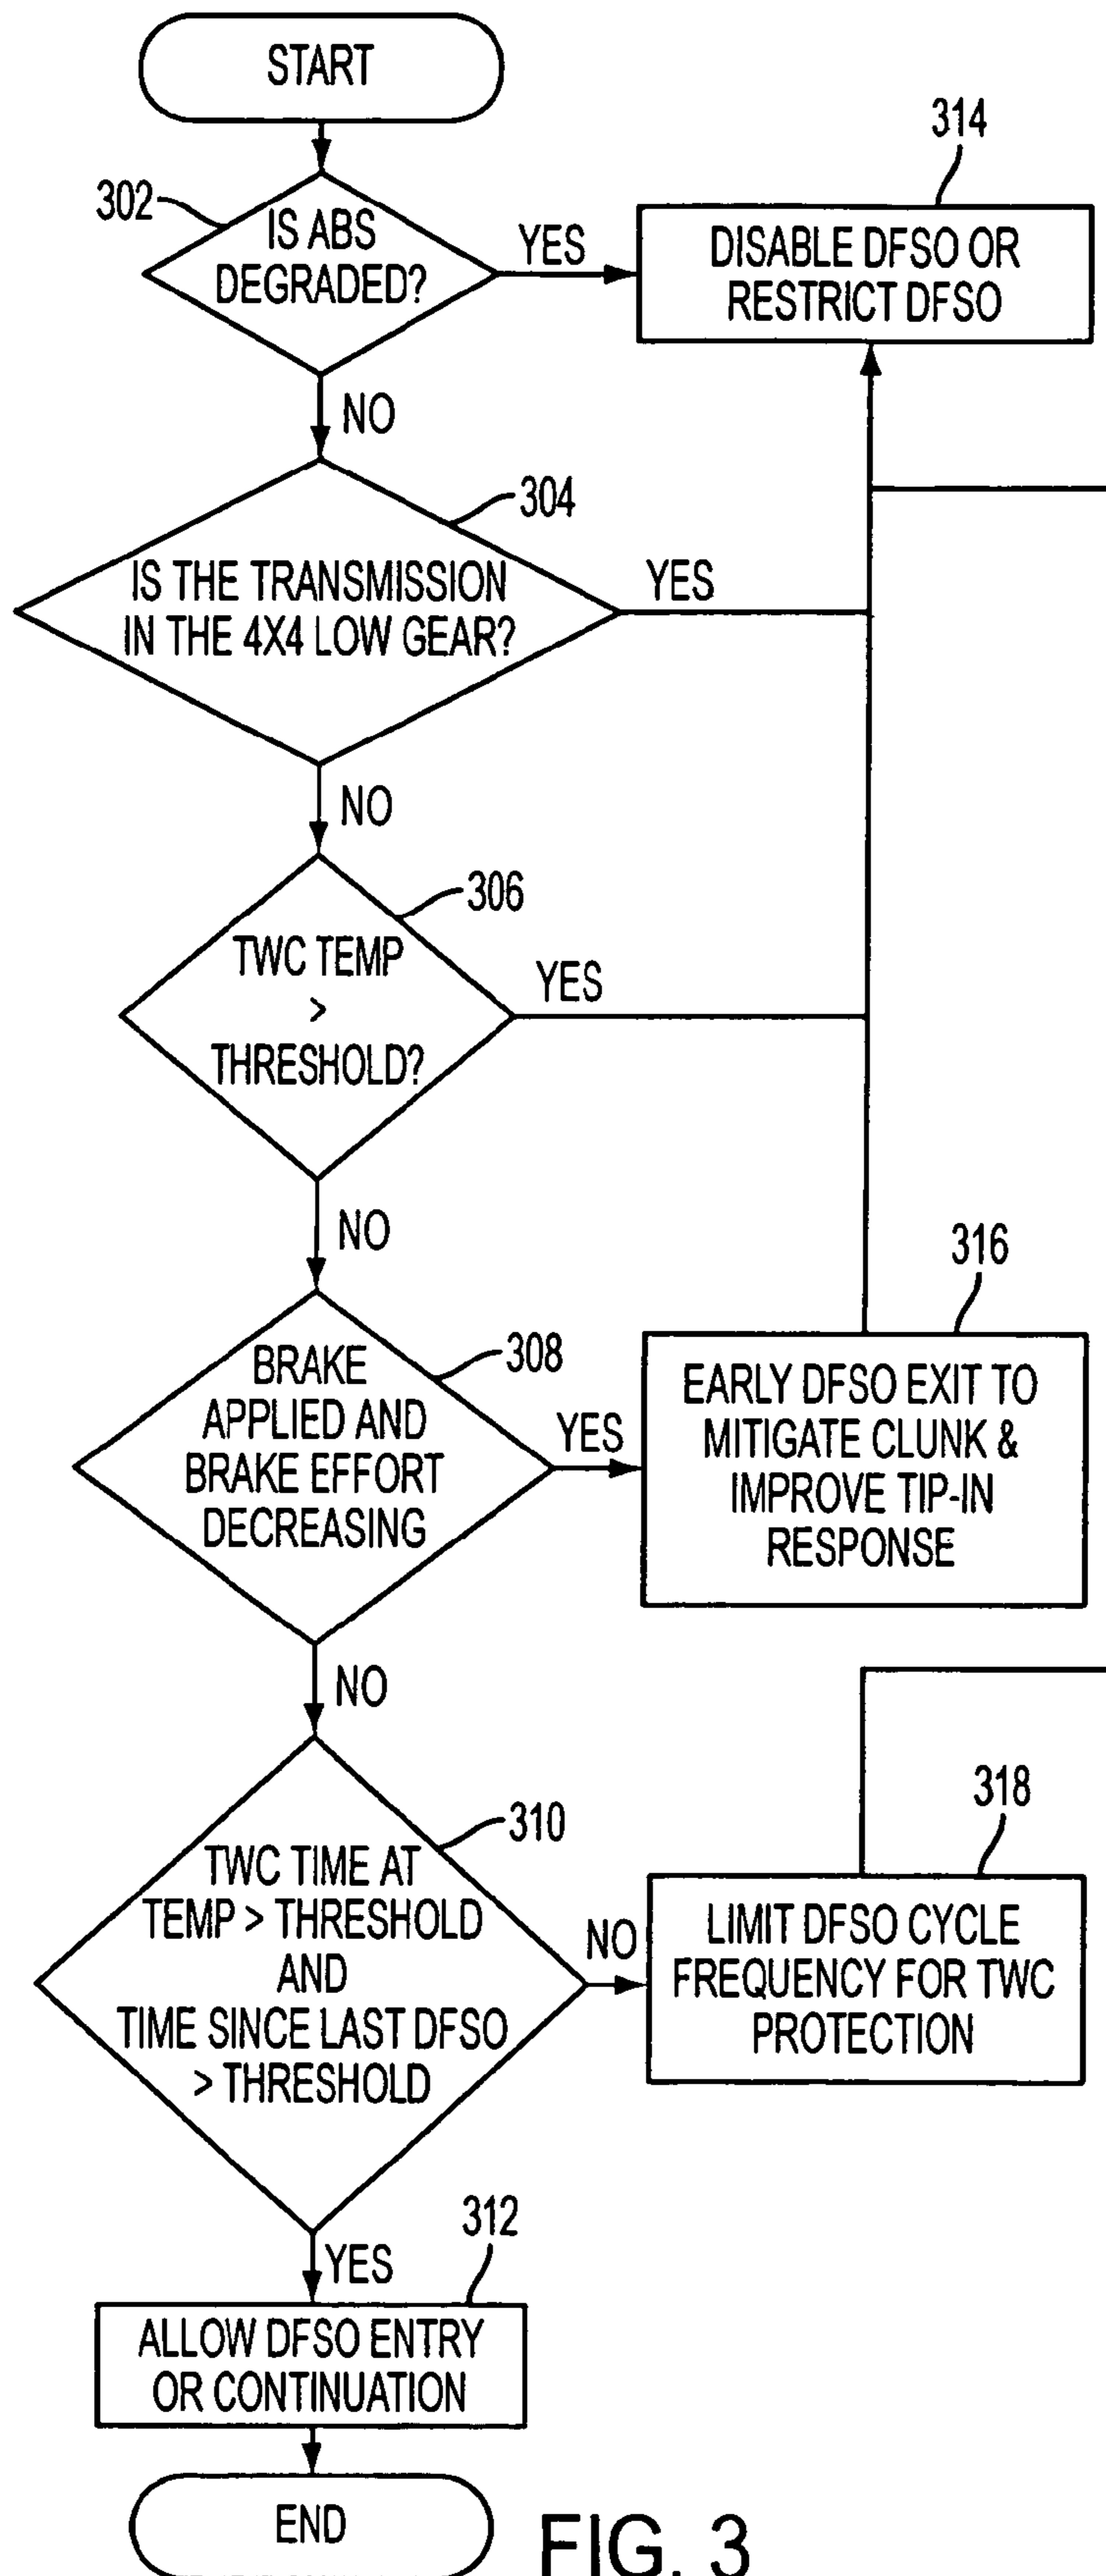 START
314
302
IS ABS
DEGRADED?
YES
DISABLE DFSO OR
RESTRICT DFSO
NO
304
IS THE TRANSMISSION
IN THE 4X4 LOW GEAR?
YES
NO
306
TWC TEMP
>
THRESHOLD?
YES
NO
316
308
BRAKE
APPLIED AND
BRAKE EFFORT
DECREASING
YES
EARLY DFSO EXIT TO
MITIGATE CLUNK &
IMPROVE TIP-IN
RESPONSE
NO
318
310
TWC TIME AT
TEMP > THRESHOLD
AND
TIME SINCE LAST DFSO
> THRESHOLD
NO
LIMIT DFSO CYCLE
FREQUENCY FOR TWC
PROTECTION
YES
312
ALLOW DFSO ENTRY
OR CONTINUATION
END
FIG. 3